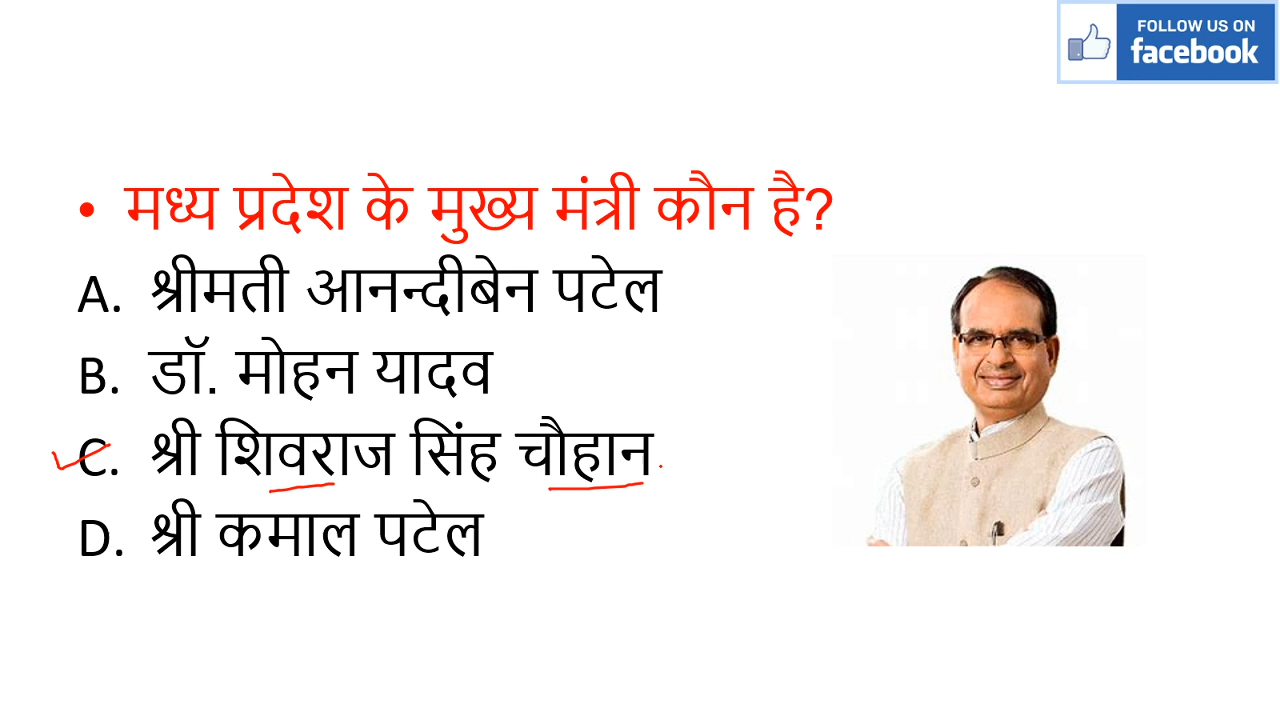 FOLLOW US ON
facebook
• मध्य प्रदेश के मुख्य मंत्री कौन है?
A. श्रीमती आनन्दीबेन पटेल
B. डॉ. मोहन यादव
C. श्री शिवराज सिंह चौहान
D. श्री कमाल पटेल